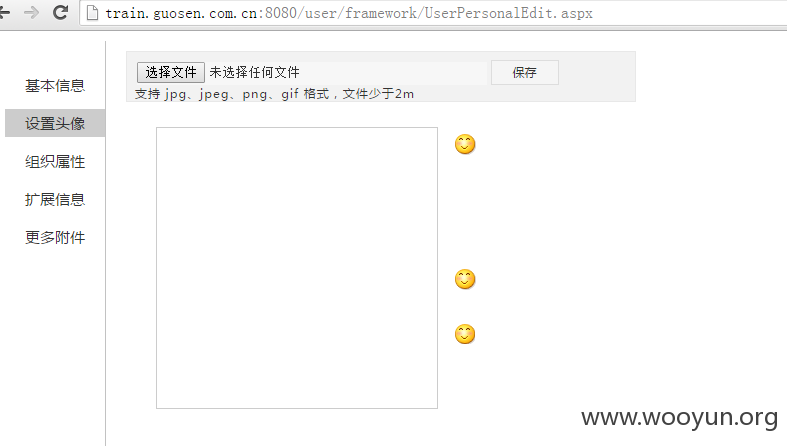 train.guosen.com.cn:8080/user/framework/UserPersonalEdit.aspx
基本信息
设置头像
组织属性
扩展信息
更多附件
选择文件 未选择任何文件 保存
支持 jpg、jpeg、png、gif 格式，文件少于2m
www.wooyun.org